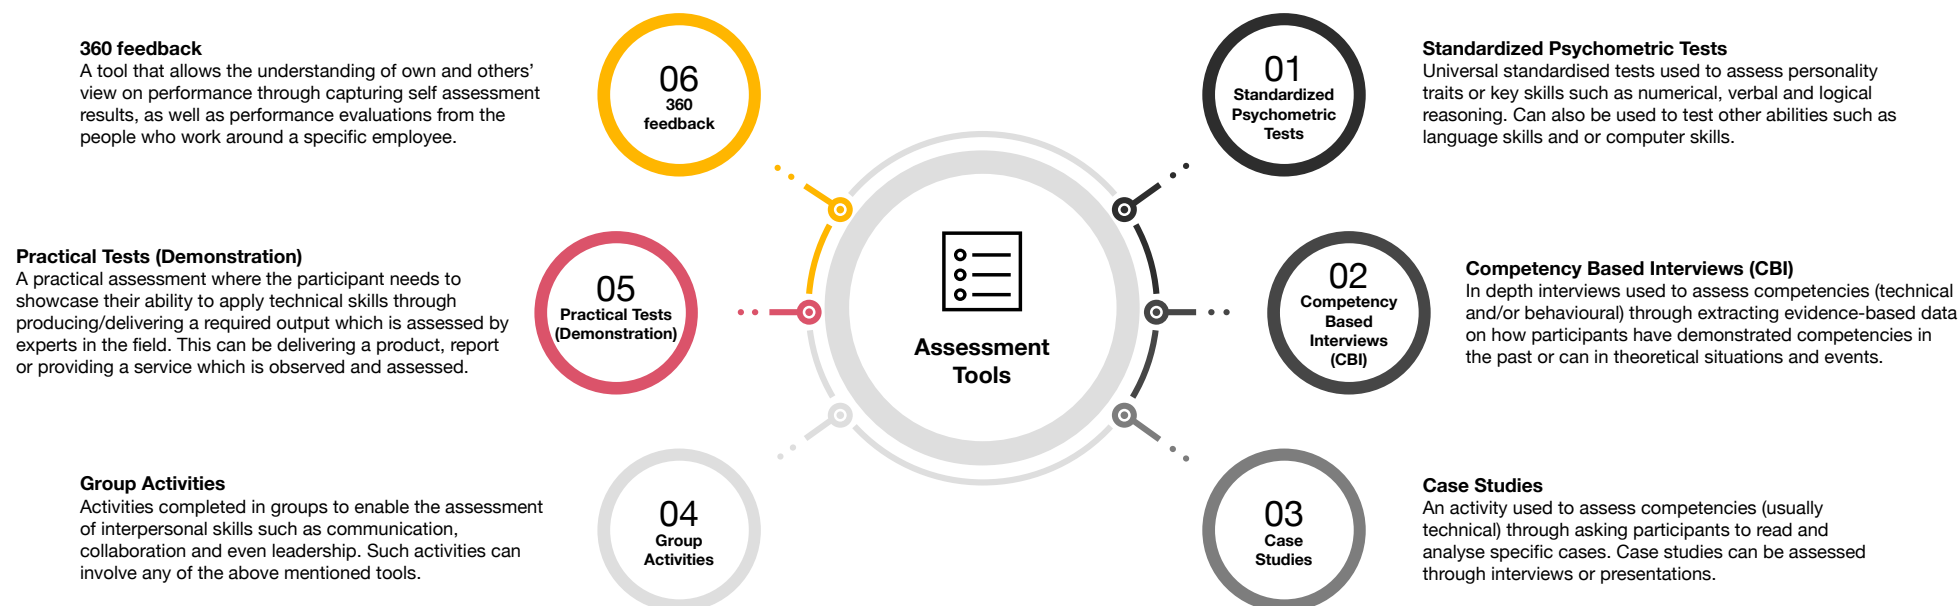 360 feedback
A tool that allows the understanding of own and others'
view on performance through capturing self assessment
results, as well as performance evaluations from the
people who work around a specific employee.
06
360
feedback
01
Standardized
Psychometric
Tests
Standardized Psychometric Tests
Universal standardised tests used to assess personality
traits or key skills such as numerical, verbal and logical
reasoning. Can also be used to test other abilities such as
language skills and or computer skills.
Practical Tests (Demonstration)
A practical assessment where the participant needs to
showcase their ability to apply technical skills through
producing/delivering a required output which is assessed by
experts in the field. This can be delivering a product, report
or providing a service which is observed and assessed.
05
Practical Tests
(Demonstration)
Assessment
Tools
02
Competency
Based
Interviews
(CBI)
Competency Based Interviews (CBI)
In depth interviews used to assess competencies (technical
and/or behavioural) through extracting evidence-based data
on how participants have demonstrated competencies in
the past or can in theoretical situations and events.
Group Activities
Activities completed in groups to enable the assessment
of interpersonal skills such as communication,
collaboration and even leadership. Such activities can
involve any of the above mentioned tools.
04
Group
Activities
03
Case
Studies
Case Studies
An activity used to assess competencies (usually
technical) through asking participants to read and
analyse specific cases. Case studies can be assessed
through interviews or presentations.